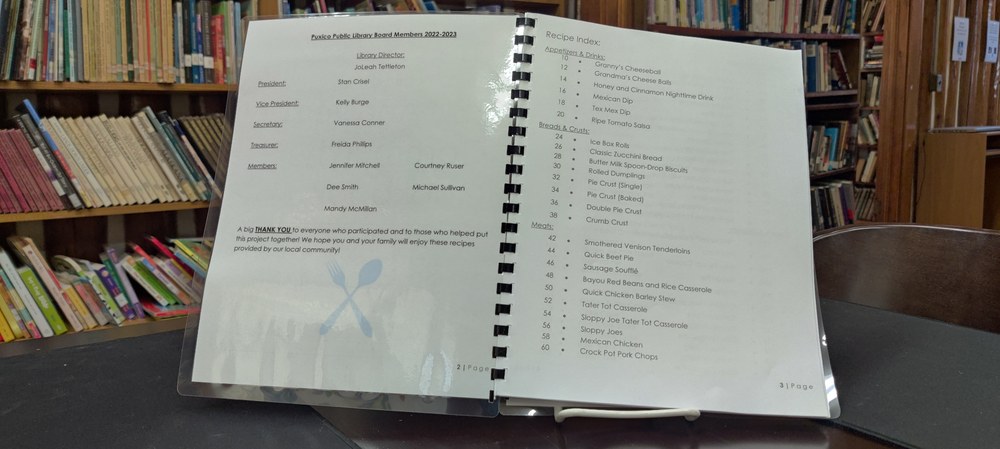 Puxico Public Library Board Members 2022-2023
Library Director:
JoLeah Tettleton
President: Stan Crisel
Vice President: Kelly Burge
Secretary: Vanessa Conner
Treasurer: Freida Phillips
Members: Jennifer Mitchell Courtney Ruser
Dee Smith Michael Sullivan
Mandy McMillan
A big THANK YOU to everyone who participated and to those who helped put
this project together! We hope you and your family will enjoy these recipes
provided by our local community!
2 | Page
Recipe Index:
Appetizers & Drinks:
10 • Granny's Cheeseball
12 • Grandma's Cheese Balls
14 • Honey and Cinnamon Nighttime Drink
16 • Mexican Dip
18 • Tex Mex Dip
20 • Ripe Tomato Salsa
Breads & Crusts:
24 • Ice Box Rolls
26 • Classic Zucchini Bread
28 • Butter Milk Spoon-Drop Biscuits
30 • Rolled Dumplings
32 • Pie Crust (Single)
34 • Pie Crust (Baked)
36 • Double Pie Crust
38 • Crumb Crust
Meats:
42 • Smothered Venison Tenderloins
44 • Quick Beef Pie
46 • Sausage Soufflé
48 • Bayou Red Beans and Rice Casserole
50 • Quick Chicken Barley Stew
52 • Tater Tot Casserole
54 • Sloppy Joe Tater Tot Casserole
56 • Sloppy Joes
58 • Mexican Chicken
60 • Crock Pot Pork Chops
3 | Page